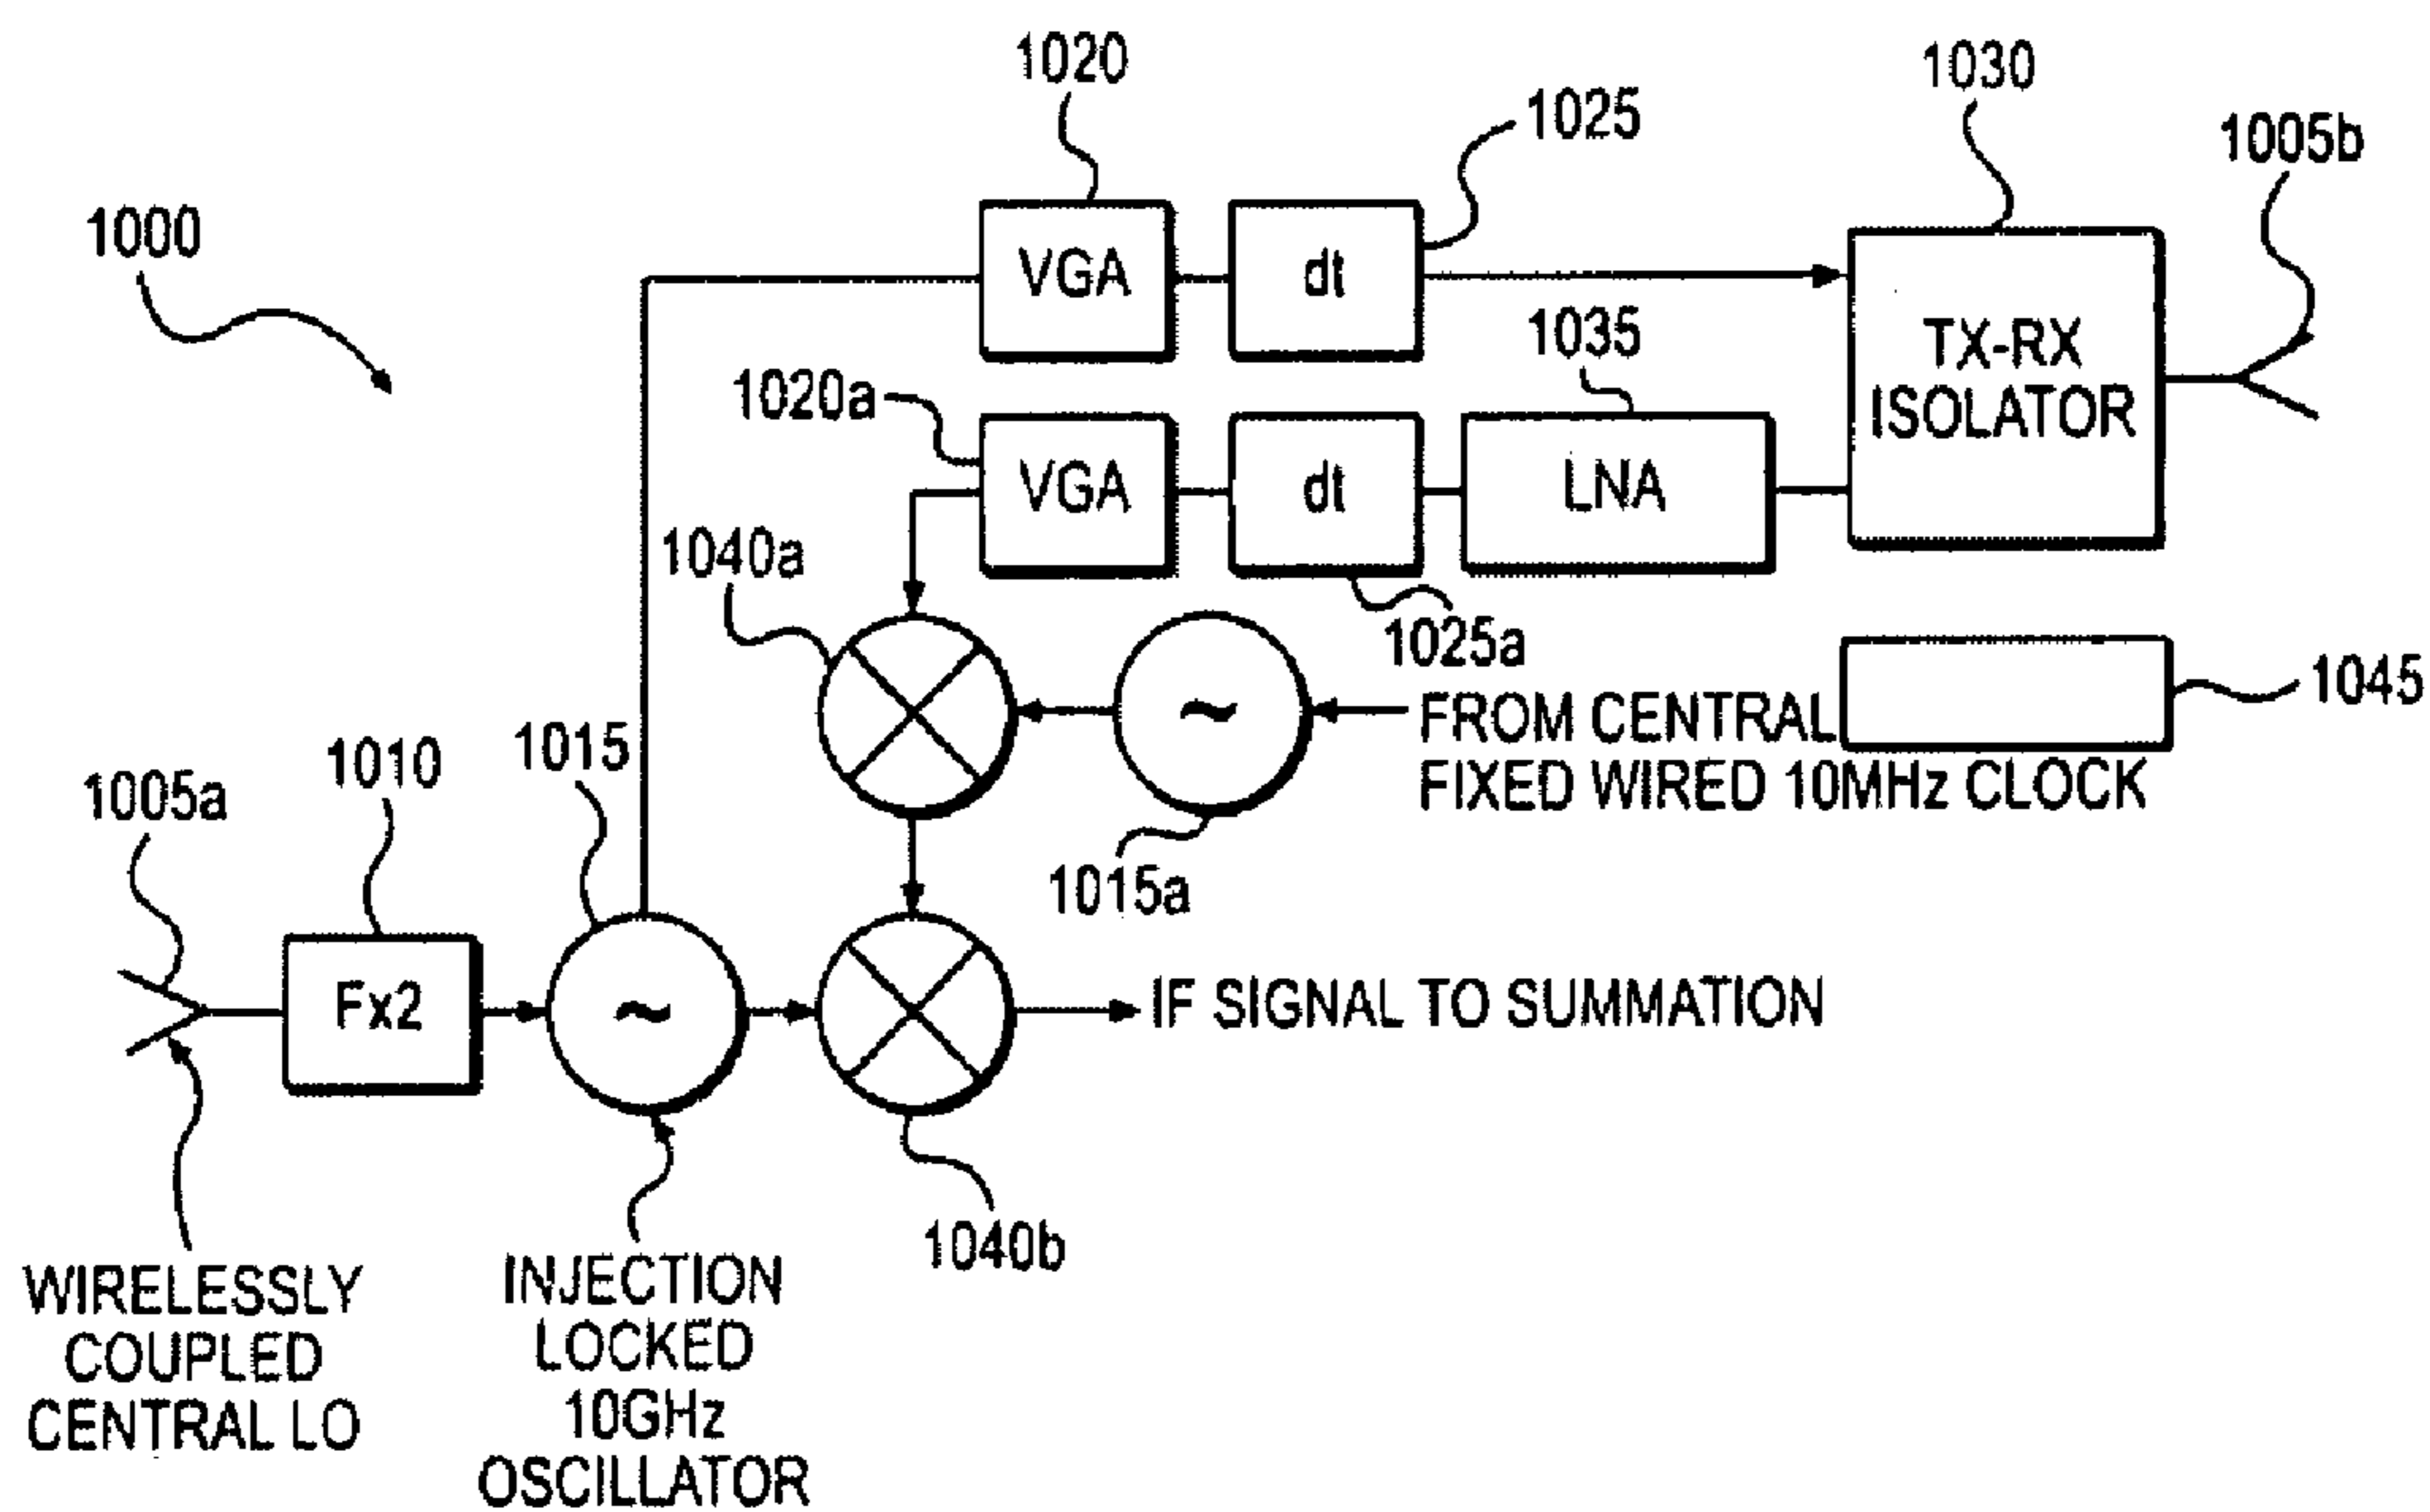 1020
1030
1025
1005b
1000
VGA
dt
1035
TX-RX
ISOLATOR
1020a
VGA
dt
LNA
1040a
1025a
1045
~
FROM CENTRAL
FIXED WIRED 10MHz CLOCK
1015
1010
1005a
1015a
Fx2
~
IF SIGNAL TO SUMMATION
1040b
WIRELESSLY
COUPLED
CENTRAL LO
INJECTION
LOCKED
10GHz
OSCILLATOR